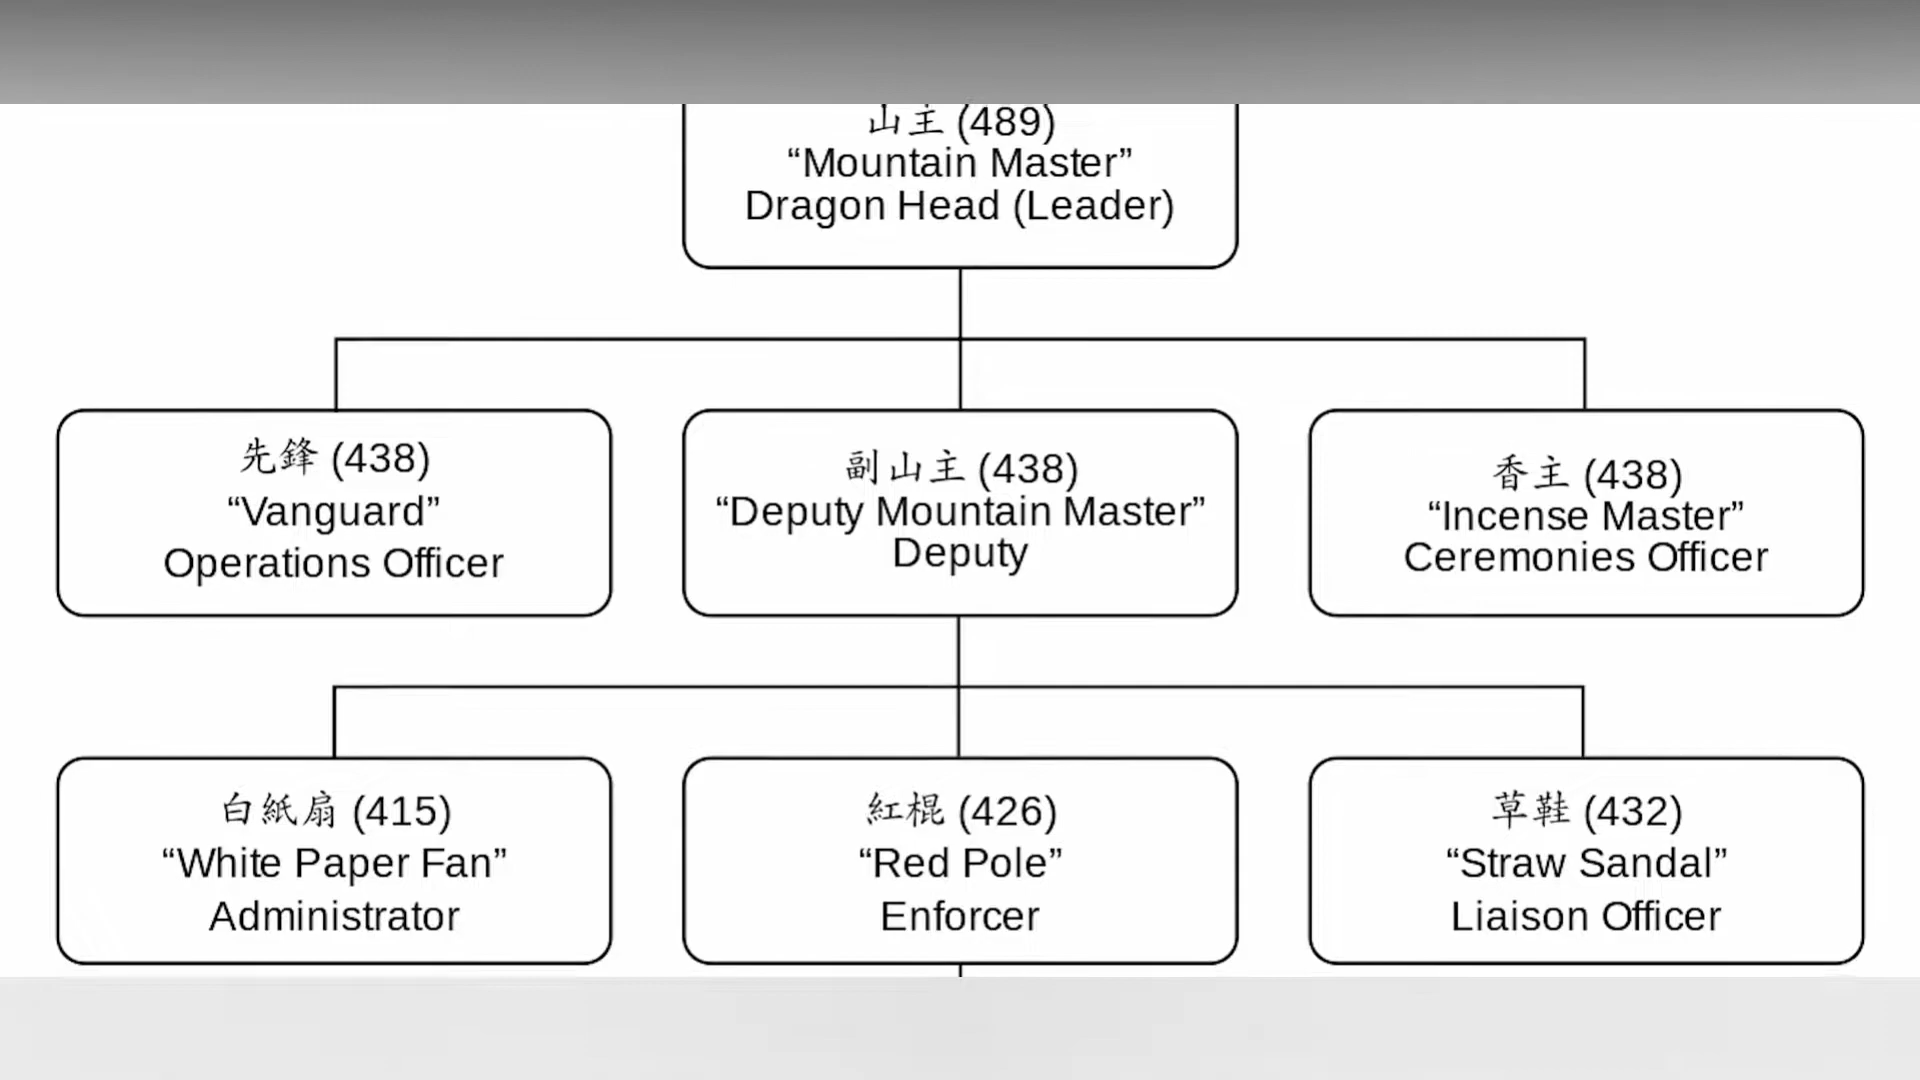 山主 (489)
“Mountain Master”
Dragon Head (Leader)
先鋒 (438)
“Vanguard”
Operations Officer
副山主 (438)
“Deputy Mountain Master”
Deputy
香主 (438)
“Incense Master”
Ceremonies Officer
白紙扇 (415)
“White Paper Fan”
Administrator
紅棍 (426)
“Red Pole”
Enforcer
草鞋 (432)
“Straw Sandal”
Liaison Officer